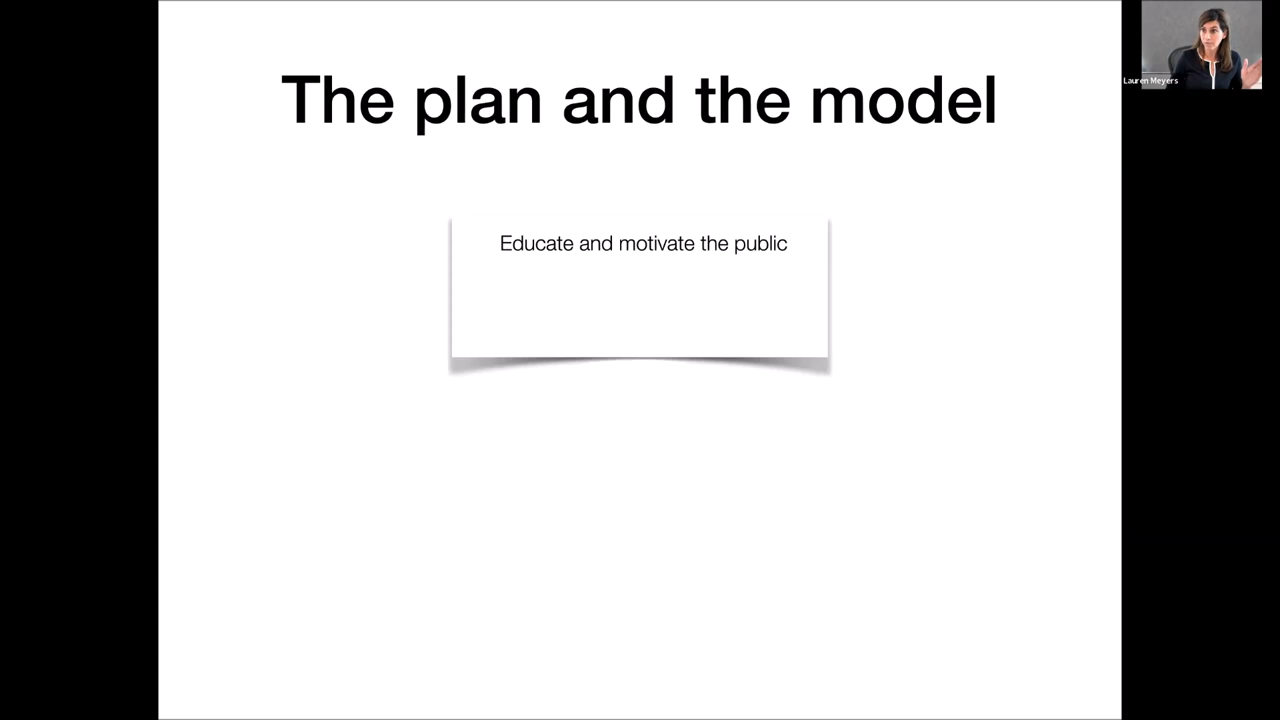 The plan and the model
Lauren Meyers
Educate and motivate the public